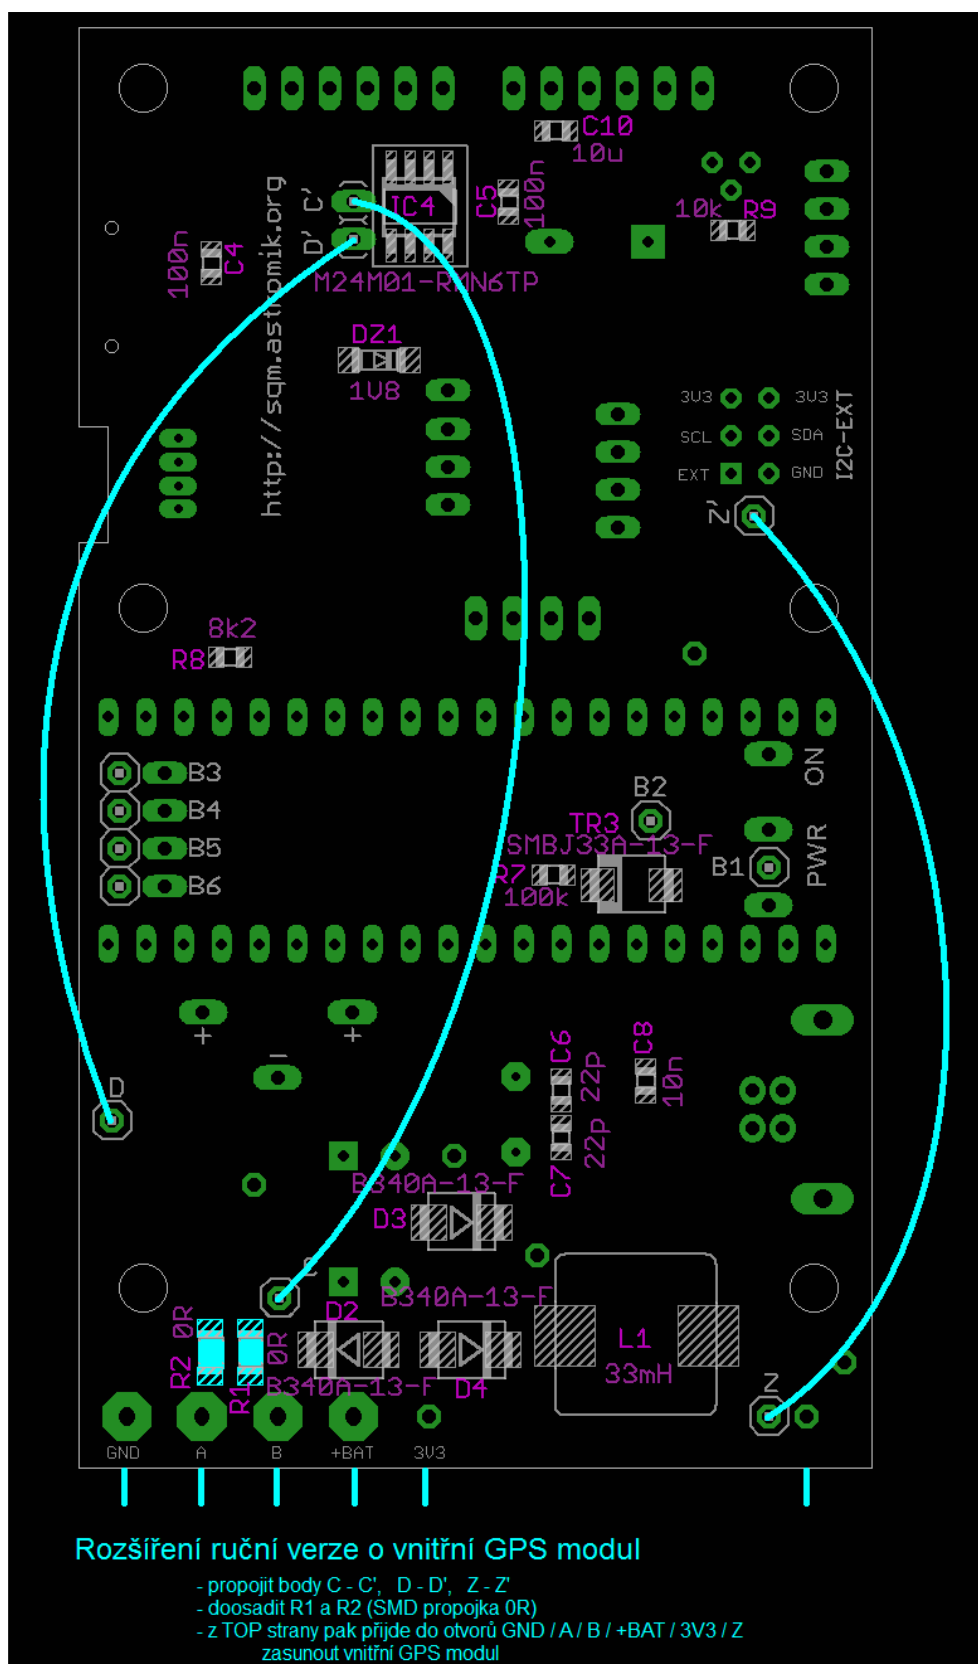 C10
10u
C5
100n
IC4
C'
D'
M24M01-RMN6TP
10k
R9
100n
C4
http://sqm.astromik.org
DZ1
1V8
3V3
3V3
SCL
SDA
EXT
GND
I2C-EXT
Z'
8k2
R8
ON
PWR
B3
B4
B5
B6
B2
TR3
SMBJ33A-13-F
B1
R7
100k
+
+
-
D
C6
22p
C8
10n
C7
22p
B340A-13-F
D3
C
B340A-13-F
D2
0R
R2
0R
R1
B340A-13-F
D4
L1
33mH
Z
GND
A
B
+BAT
3V3
Rozšíření ruční verze o vnitřní GPS modul
- propojit body C - C', D - D', Z - Z'
- doosadit R1 a R2 (SMD propojka 0R)
- z TOP strany pak přijde do otvorů GND / A / B / +BAT / 3V3 / Z
zasunout vnitřní GPS modul